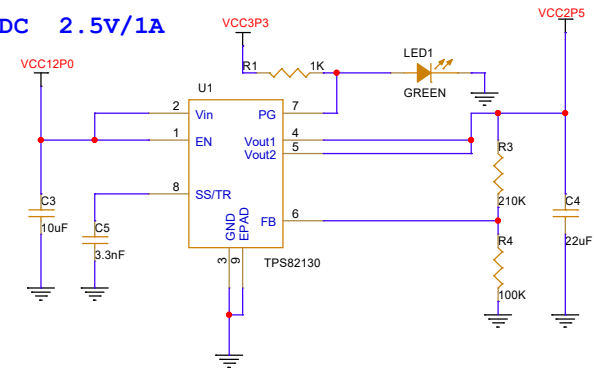 DC 2.5V/1A
VCC3P3
VCC2P5
VCC12P0
R1 1K
LED1
GREEN
U1
2 Vin
PG 7
1 EN
Vout1 4
Vout2 5
8 SS/TR
FB 6
GND
EPAD
3
9
TPS82130
R3
210K
R4
100K
C3
10uF
C5
3.3nF
C4
22uF